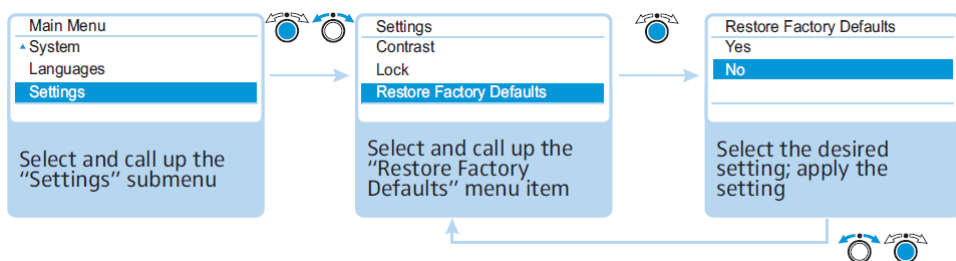 Main Menu
System
Languages
Settings
Select and call up the
“Settings” submenu
Settings
Contrast
Lock
Restore Factory Defaults
Select and call up the
“Restore Factory
Defaults” menu item
Restore Factory Defaults
Yes
No
Select the desired
setting; apply the
setting